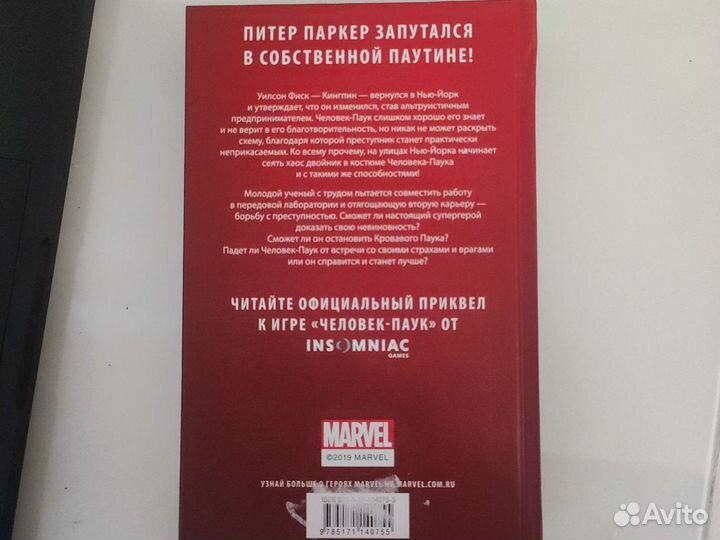 ПИТЕР ПАРКЕР ЗАПУТАЛСЯ
В СОБСТВЕННОЙ ПАУТИНЕ!
Уилсон Фиск — Кингпин — вернулся в Нью-Йорк
и утверждает, что он изменился, став альтруистичным
предпринимателем. Человек-Паук слишком хорошо его знает
и не верит в его благотворительность, но никак не может раскрыть
схему, благодаря которой преступник станет практически
неприкасаемым. Ко всему прочему, на улицах Нью-Йорка начинает
сеять хаос двойник в костюме Человека-Паука
и с такими же способностями!
Молодой ученый с трудом пытается совместить работу
в передовой лаборатории и отягощающую вторую карьеру —
борьбу с преступностью. Сможет ли настоящий супергерой
доказать свою невиновность?
Сможет ли он остановить Кровавого Паука?
Падет ли Человек-Паук от встречи со своими страхами и врагами
или он справится и станет лучше?
ЧИТАЙТЕ ОФИЦИАЛЬНЫЙ ПРИКВЕЛ
К ИГРЕ «ЧЕЛОВЕК-ПАУК» ОТ
INSOMNIAC
GAMES
MARVEL
©2019 MARVEL
УЗНАЙ БОЛЬШЕ О ГЕРОЯХ MARVEL НА MARVEL.COM.RU
ISBN
9785171140755
Avito